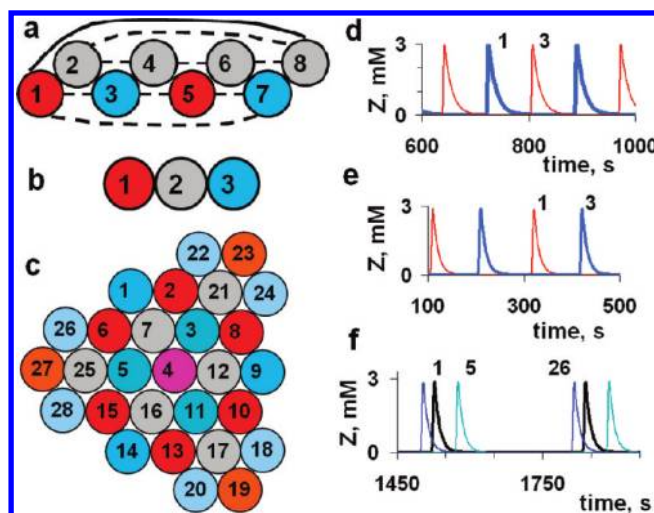 a
2 4 6 8
1 3 5 7
b
1 2 3
c
22 23
1 2 21 24
26 6 7 3 8
27 25 5 4 12 9
28 15 16 11 10
14 13 17 18
20 19
d
1 3
3
Z, mM
0
600 800 1000
time, s
e
1 3
3
Z, mM
0
100 300 500
time, s
f
1 5 26
3
Z, mM
0
1450 1750
time, s